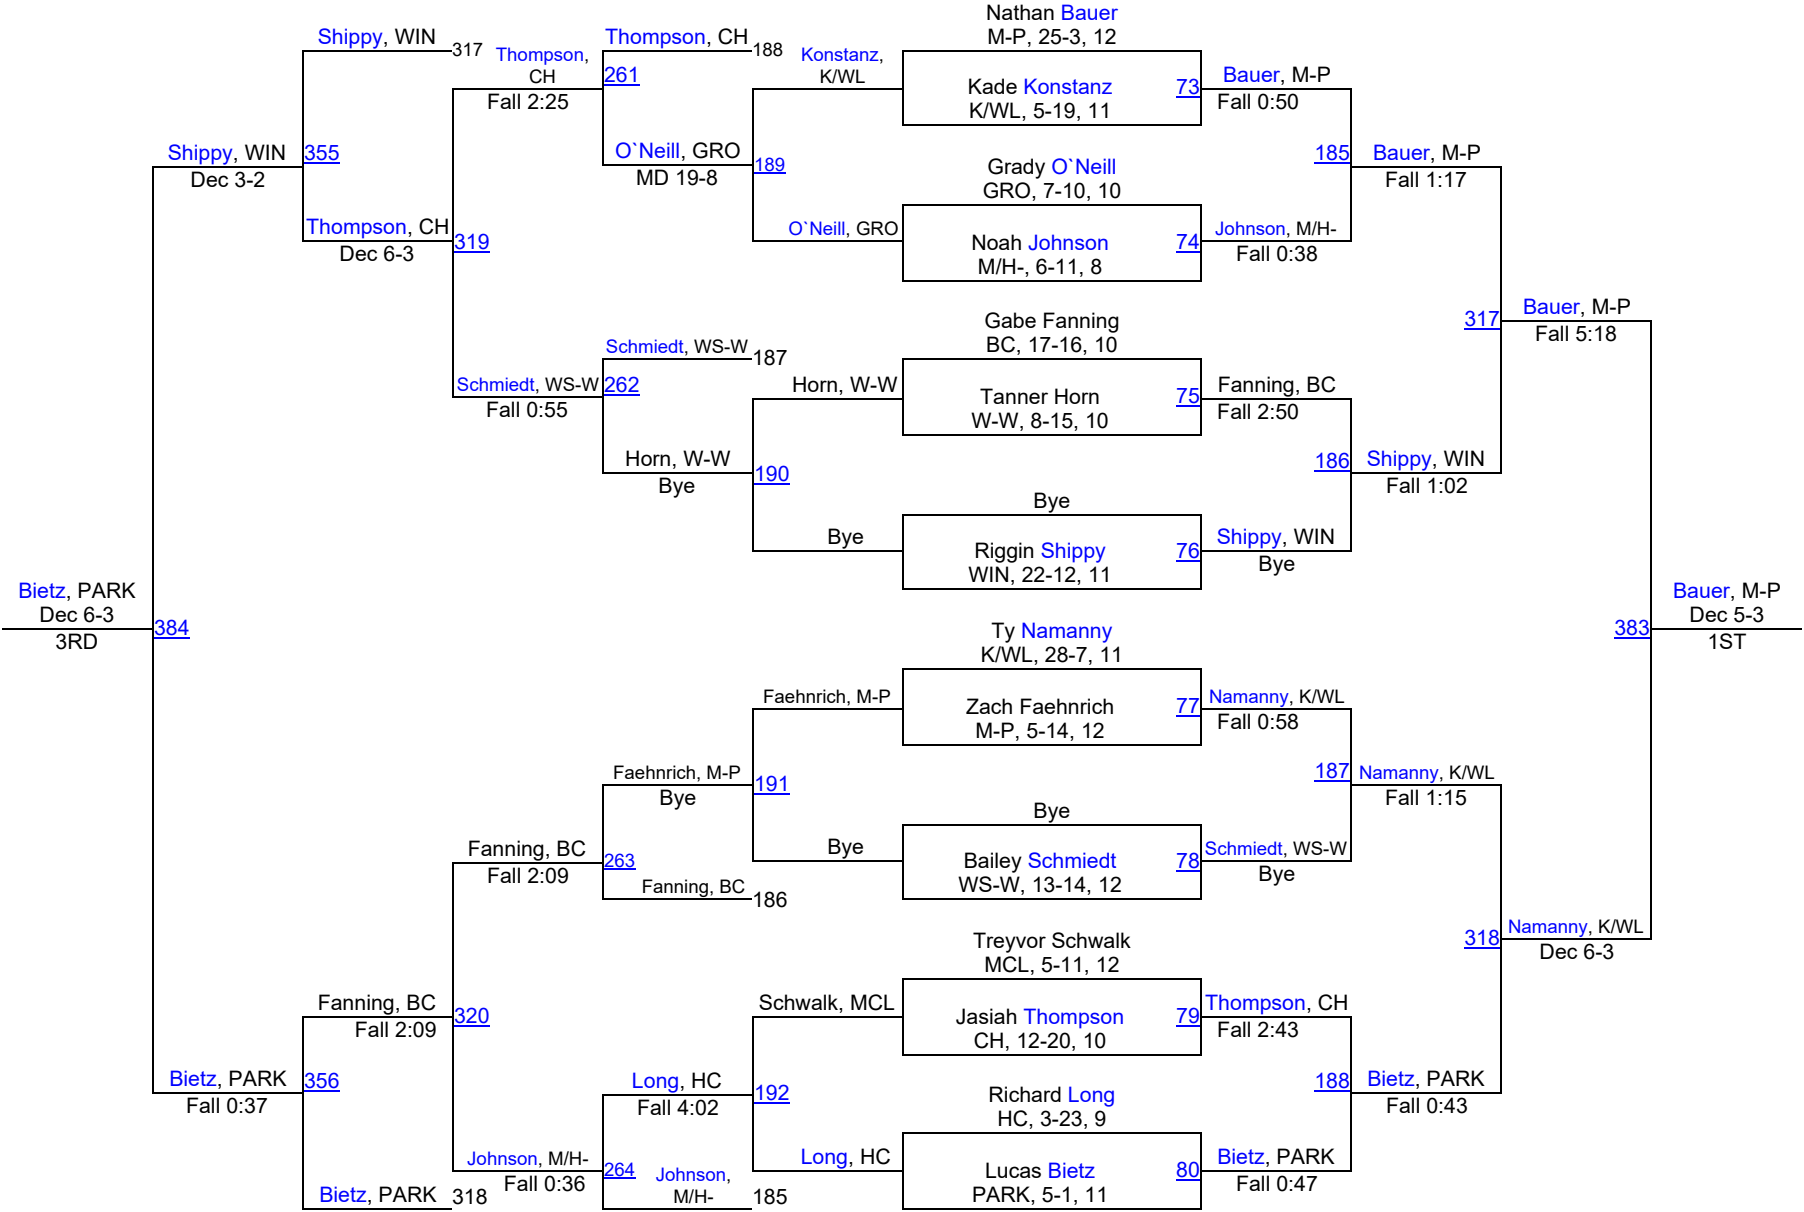 Nathan Bauer
M-P, 25-3, 12
Shippy, WIN
317
Thompson,
CH
Thompson, CH
188
Konstanz,
K/WL
261
Fall 2:25
Kade Konstanz
K/WL, 5-19, 11
73
Bauer, M-P
Fall 0:50
Shippy, WIN
Dec 3-2
355
O`Neill, GRO
MD 19-8
189
Grady O`Neill
GRO, 7-10, 10
185
Bauer, M-P
Fall 1:17
Thompson, CH
Dec 6-3
319
O`Neill, GRO
Noah Johnson
M/H-, 6-11, 8
74
Johnson, M/H-
Fall 0:38
Gabe Fanning
BC, 17-16, 10
317
Bauer, M-P
Fall 5:18
Schmiedt, WS-W
187
Schmiedt, WS-W
Fall 0:55
262
Horn, W-W
Tanner Horn
W-W, 8-15, 10
75
Fanning, BC
Fall 2:50
Horn, W-W
Bye
190
186
Shippy, WIN
Fall 1:02
Bye
Bye
Riggin Shippy
WIN, 22-12, 11
76
Shippy, WIN
Bye
Bietz, PARK
Dec 6-3
3RD
384
383
Bauer, M-P
Dec 5-3
1ST
Ty Namanny
K/WL, 28-7, 11
Faehnrich, M-P
Zach Faehnrich
M-P, 5-14, 12
77
Namanny, K/WL
Fall 0:58
Faehnrich, M-P
Bye
191
187
Namanny, K/WL
Fall 1:15
Bye
Fanning, BC
Fall 2:09
263
Bye
Bailey Schmiedt
WS-W, 13-14, 12
78
Schmiedt, WS-W
Bye
Fanning, BC
186
Treyvor Schwalk
MCL, 5-11, 12
318
Namanny, K/WL
Dec 6-3
Fanning, BC
Fall 2:09
320
Schwalk, MCL
Jasiah Thompson
CH, 12-20, 10
79
Thompson, CH
Fall 2:43
Bietz, PARK
Fall 0:37
356
Long, HC
Fall 4:02
192
Richard Long
HC, 3-23, 9
188
Bietz, PARK
Fall 0:43
Johnson, M/H-
Fall 0:36
264
Johnson,
M/H-
185
Long, HC
Lucas Bietz
PARK, 5-1, 11
80
Bietz, PARK
Fall 0:47
Bietz, PARK
318